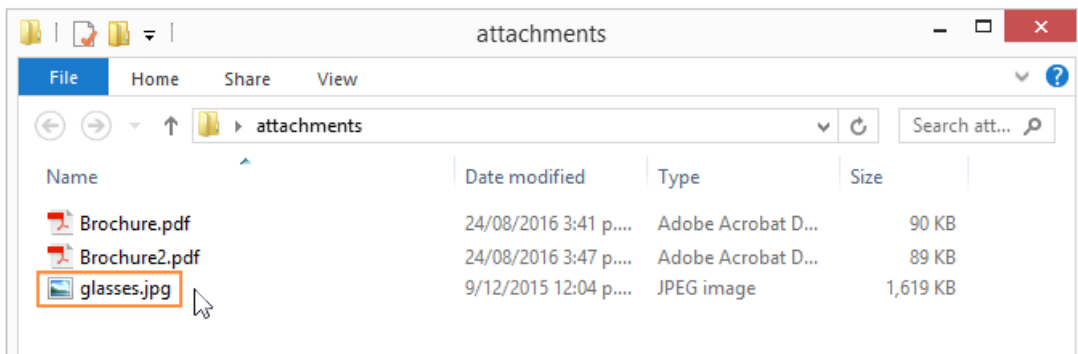 attachments
File Home Share View
attachments Search att...
Name Date modified Type Size
Brochure.pdf 24/08/2016 3:41 p.... Adobe Acrobat D... 90 KB
Brochure2.pdf 24/08/2016 3:47 p.... Adobe Acrobat D... 89 KB
glasses.jpg 9/12/2015 12:04 p.... JPEG image 1,619 KB